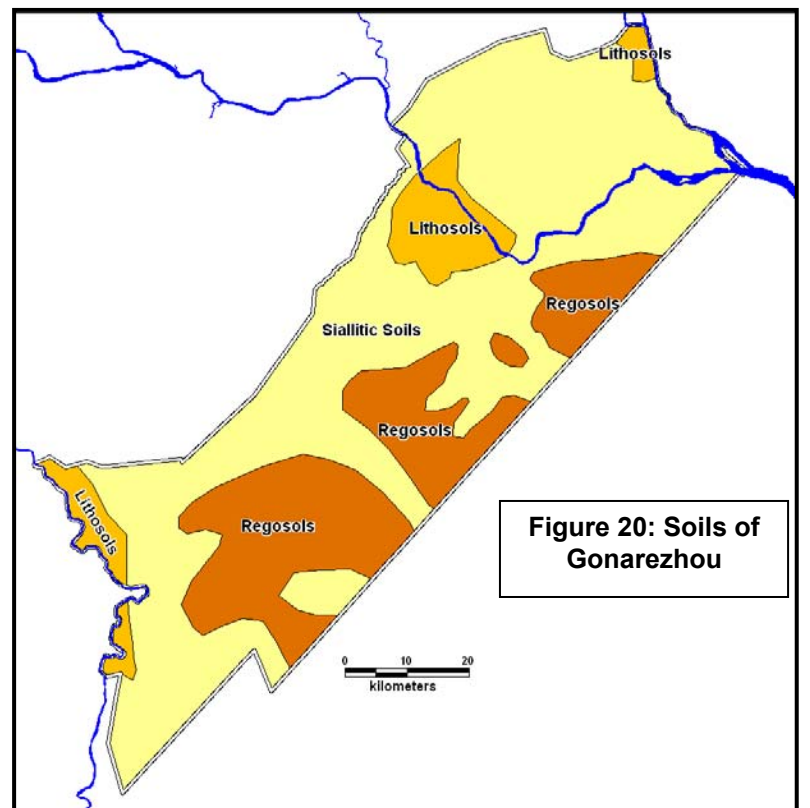 Lithosols
Lithosols
Regosols
Siallitic Soils
Regosols
Lithosols
Regosols
Figure 20: Soils of
Gonarezhou
0 10 20
kilometers